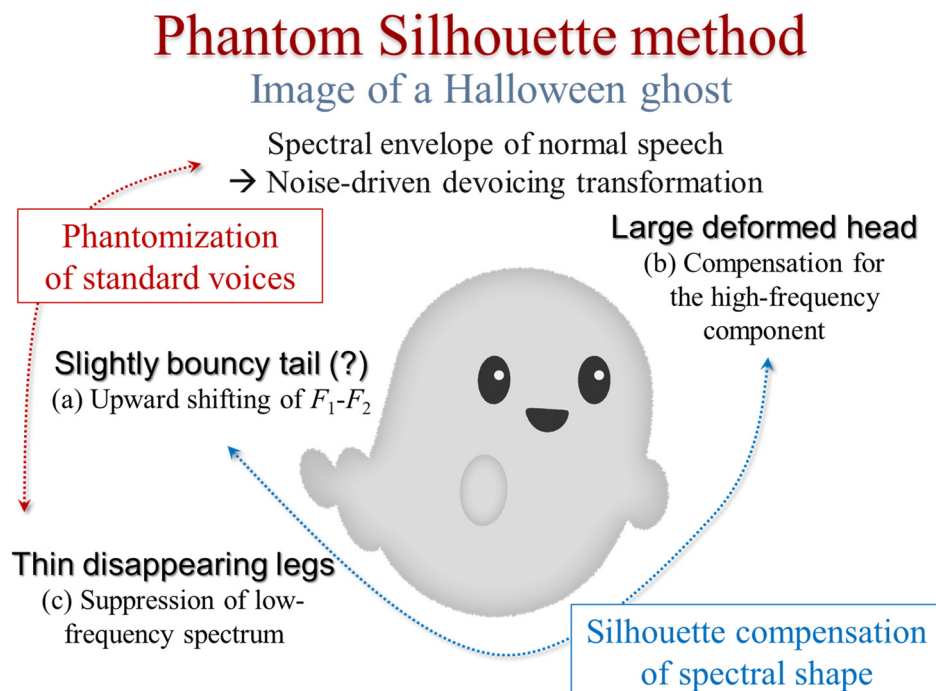 Phantom Silhouette method
Image of a Halloween ghost
Spectral envelope of normal speech
→ Noise-driven devoicing transformation
Phantomization
of standard voices
Large deformed head
(b) Compensation for
the high-frequency
component
Slightly bouncy tail (?)
(a) Upward shifting of F₁-F₂
Thin disappearing legs
(c) Suppression of low-
frequency spectrum
Silhouette compensation
of spectral shape